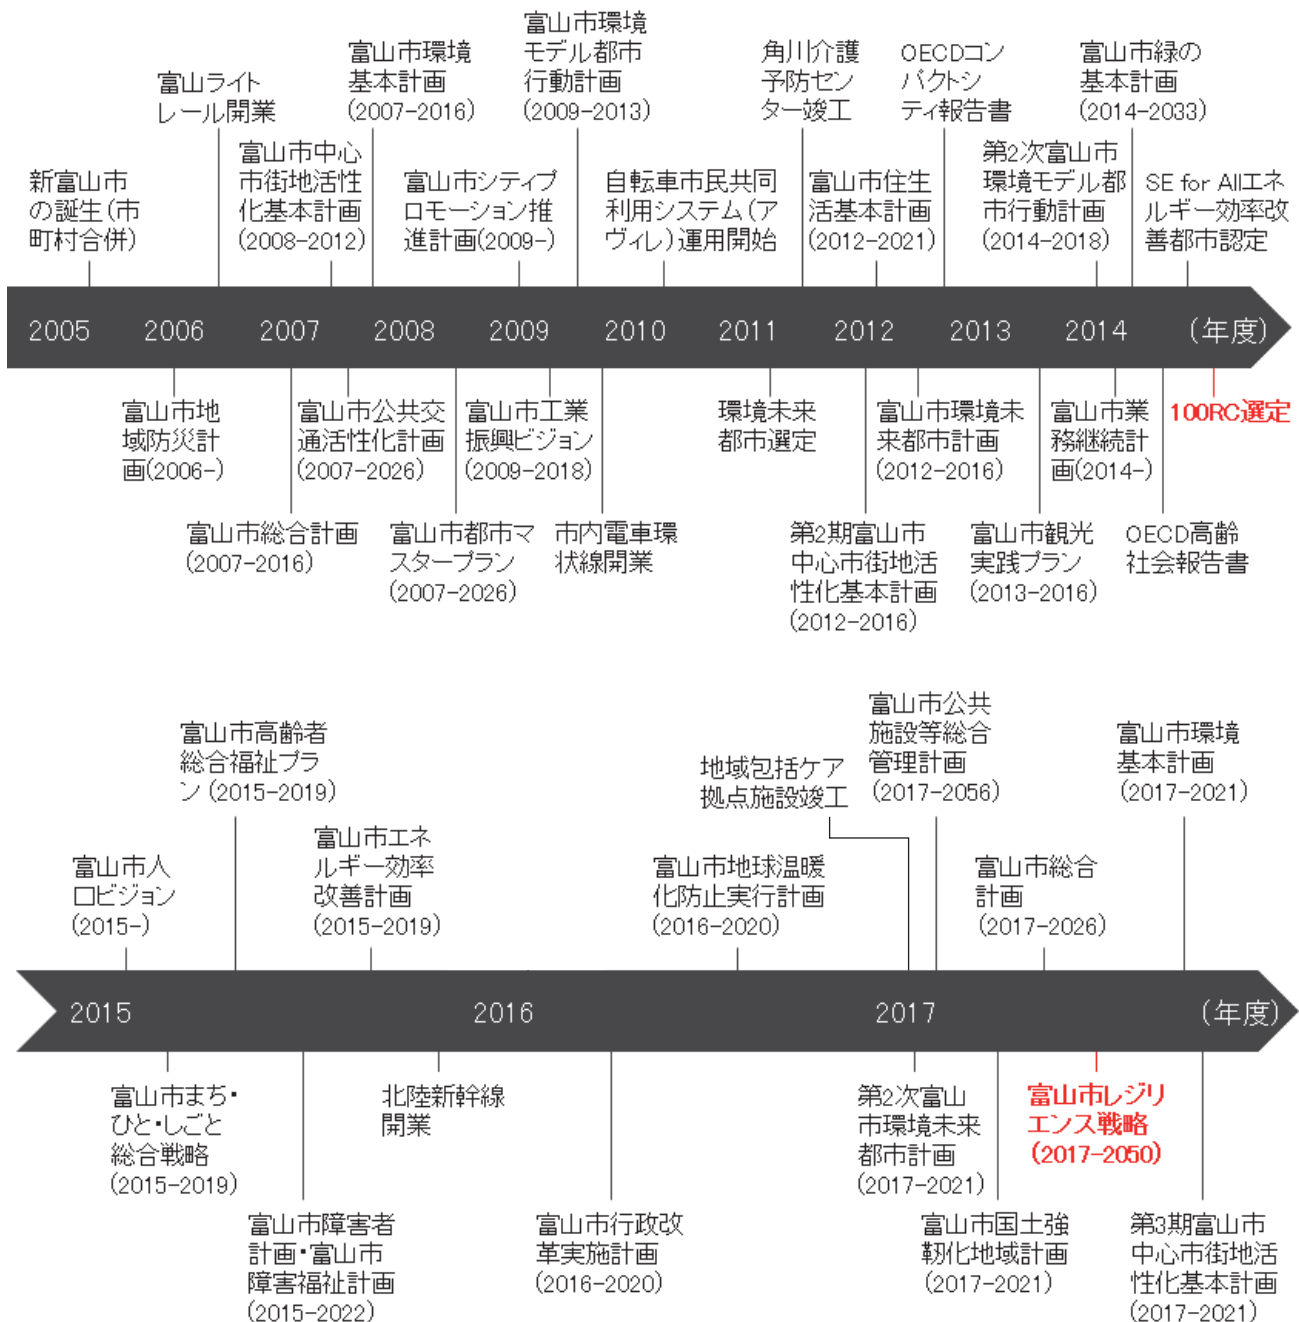 新富山市
の誕生（市
町村合併）
富山ライト
レール開業
富山市中心
市街地活性
化基本計画
(2008-2012)
富山市環境
基本計画
(2007-2016)
富山市シティプ
ロモーション推
進計画(2009-)
富山市環境
モデル都市
行動計画
(2009-2013)
自転車市民共同
利用システム（ア
ヴィレ）運用開始
角川介護
予防セン
ター竣工
富山市住生
活基本計画
(2012-2021)
OECDコン
パクトシ
ティ報告書
第2次富山市
環境モデル都
市行動計画
(2014-2018)
富山市緑の
基本計画
(2014-2033)
SE for Allエネ
ルギー効率改
善都市認定
2005 2006 2007 2008 2009 2010 2011 2012 2013 2014 （年度）
富山市地
域防災計
画(2006-)
富山市総合計画
(2007-2016)
富山市公共交
通活性化計画
(2007-2026)
富山市都市マ
スタープラン
(2007-2026)
富山市工業
振興ビジョン
(2009-2018)
市内電車環
状線開業
環境未来
都市選定
第2期富山市
中心市街地活
性化基本計画
(2012-2016)
富山市環境未
来都市計画
(2012-2016)
富山市観光
実践プラン
(2013-2016)
富山市業
務継続計
画(2014-)
OECD高齢
社会報告書
100RC選定
富山市人
口ビジョン
(2015-)
富山市高齢者
総合福祉プラ
ン(2015-2019)
富山市エネ
ルギー効率
改善計画
(2015-2019)
富山市地球温暖
化防止実行計画
(2016-2020)
地域包括ケア
拠点施設竣工
富山市公共
施設等総合
管理計画
(2017-2056)
富山市総合
計画
(2017-2026)
富山市環境
基本計画
(2017-2021)
2015 2016 2017 （年度）
富山市まち・
ひと・しごと
総合戦略
(2015-2019)
富山市障害者
計画・富山市
障害福祉計画
(2015-2022)
北陸新幹線
開業
富山市行政改
革実施計画
(2016-2020)
第2次富山
市環境未来
都市計画
(2017-2021)
富山市国土強
靭化地域計画
(2017-2021)
富山市レジリ
エンス戦略
(2017-2050)
第3期富山市
中心市街地活
性化基本計画
(2017-2021)